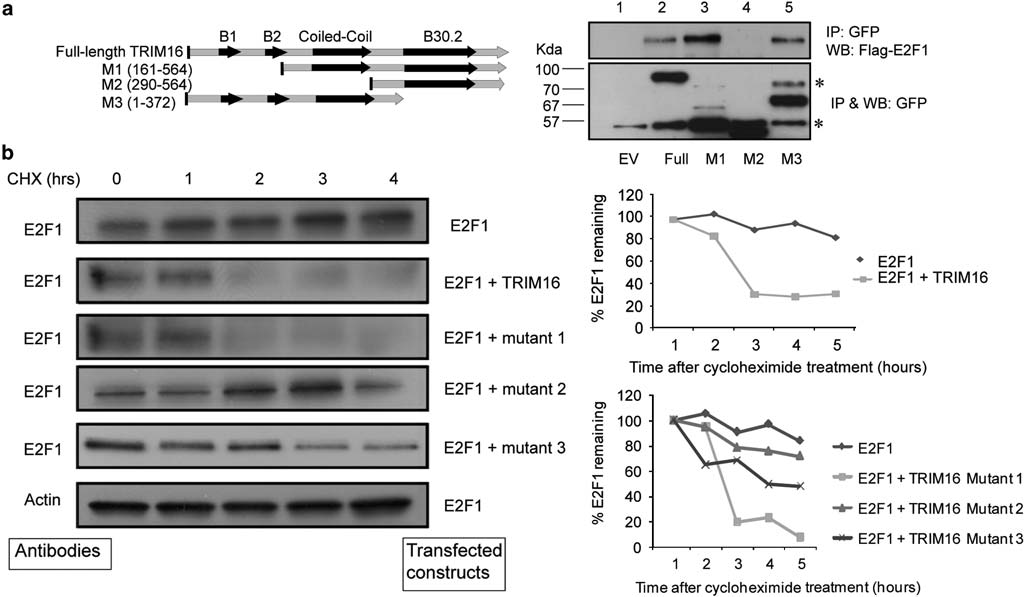 a
B1 B2 Coiled-Coil B30.2
Full-length TRIM16
M1 (161-564)
M2 (290-564)
M3 (1-372)
1 2 3 4 5
IP: GFP
WB: Flag-E2F1
Kda
100
70
67
57
*
IP & WB: GFP
*
EV Full M1 M2 M3
b
CHX (hrs) 0 1 2 3 4
E2F1 E2F1
E2F1 E2F1 + TRIM16
E2F1 E2F1 + mutant 1
E2F1 E2F1 + mutant 2
E2F1 E2F1 + mutant 3
Actin E2F1
Antibodies
Transfected
constructs
% E2F1 remaining
120
100
80
60
40
20
0
1 2 3 4 5
Time after cycloheximide treatment (hours)
E2F1
E2F1 + TRIM16
% E2F1 remaining
120
100
80
60
40
20
0
1 2 3 4 5
Time after cycloheximide treatment (hours)
E2F1
E2F1 + TRIM16 Mutant 1
E2F1 + TRIM16 Mutant 2
E2F1 + TRIM16 Mutant 3